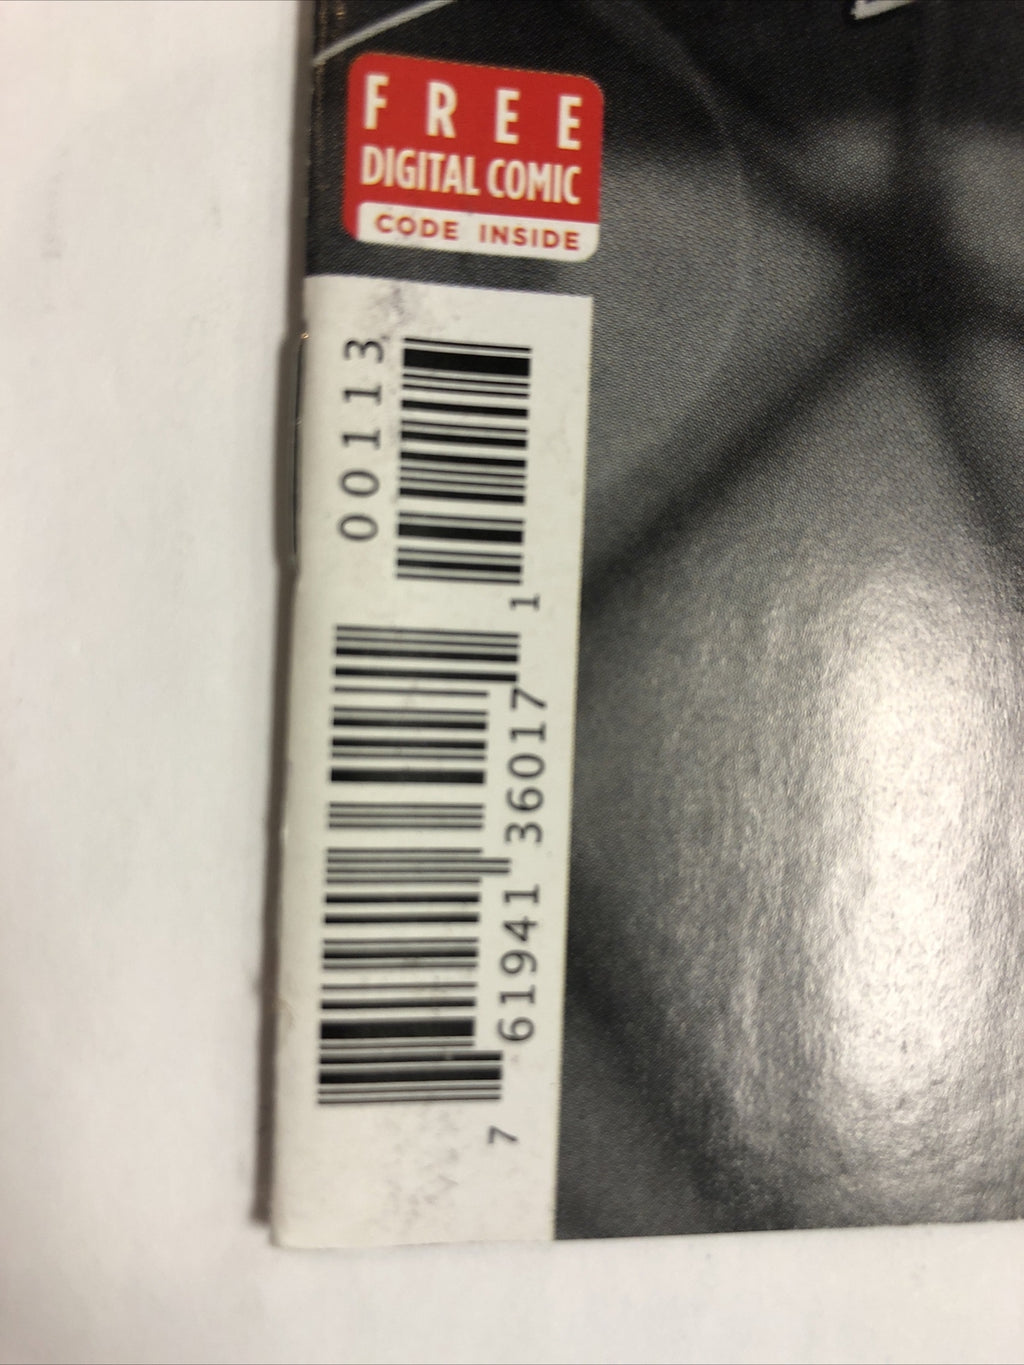 FREE
DIGITAL COMIC
CODE INSIDE
00113
7 61941 36017 1